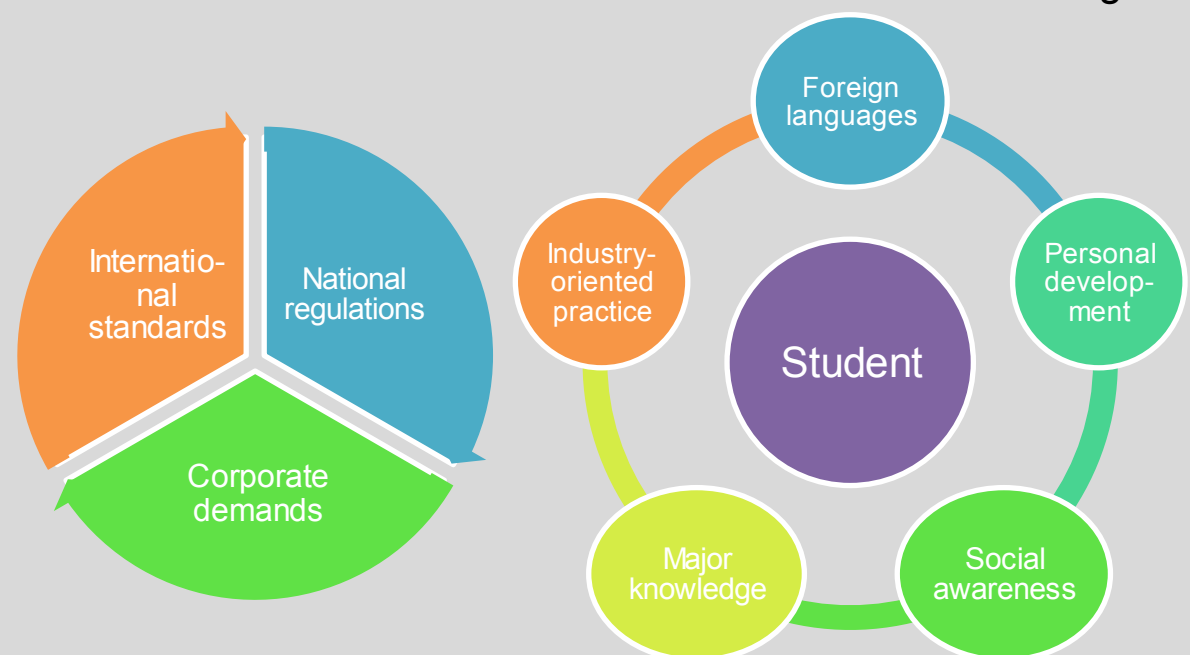 Internatio-
nal
standards
National
regulations
Corporate
demands
Foreign
languages
Personal
develop-
ment
Social
awareness
Major
knowledge
Industry-
oriented
practice
Student